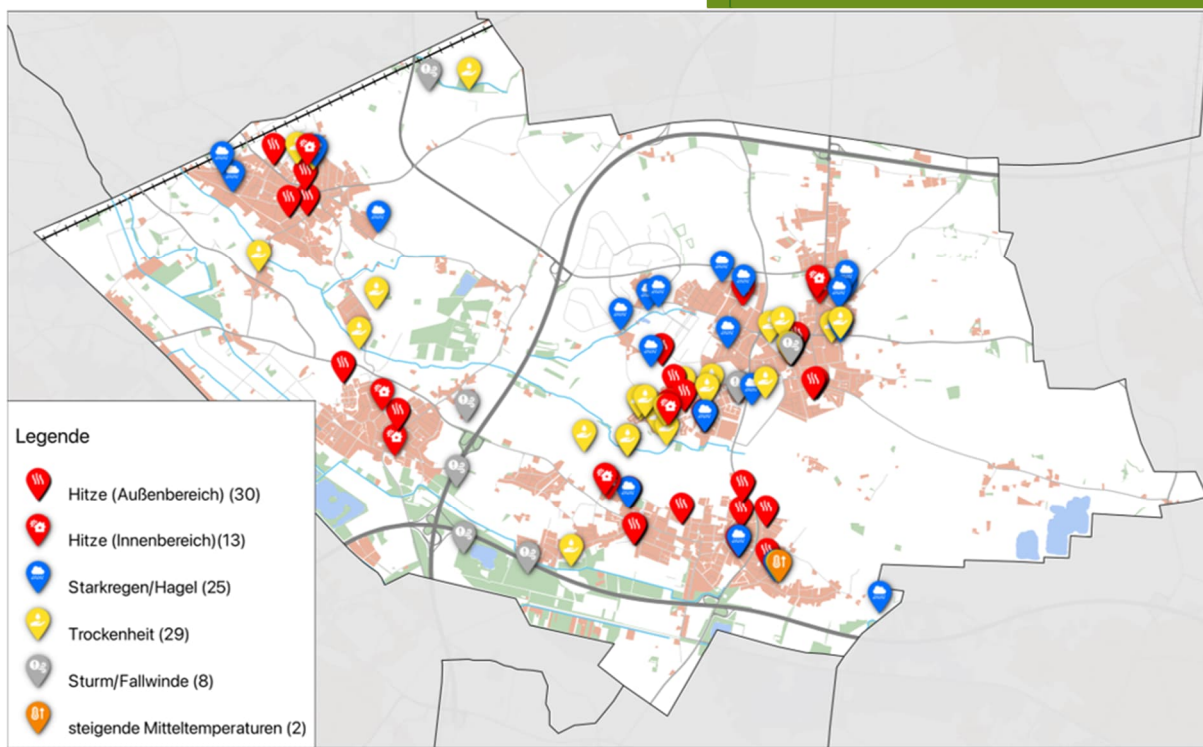 Legende
Hitze (Außenbereich) (30)
Hitze (Innenbereich)(13)
Starkregen/Hagel (25)
Trockenheit (29)
Sturm/Fallwinde (8)
steigende Mitteltemperaturen (2)